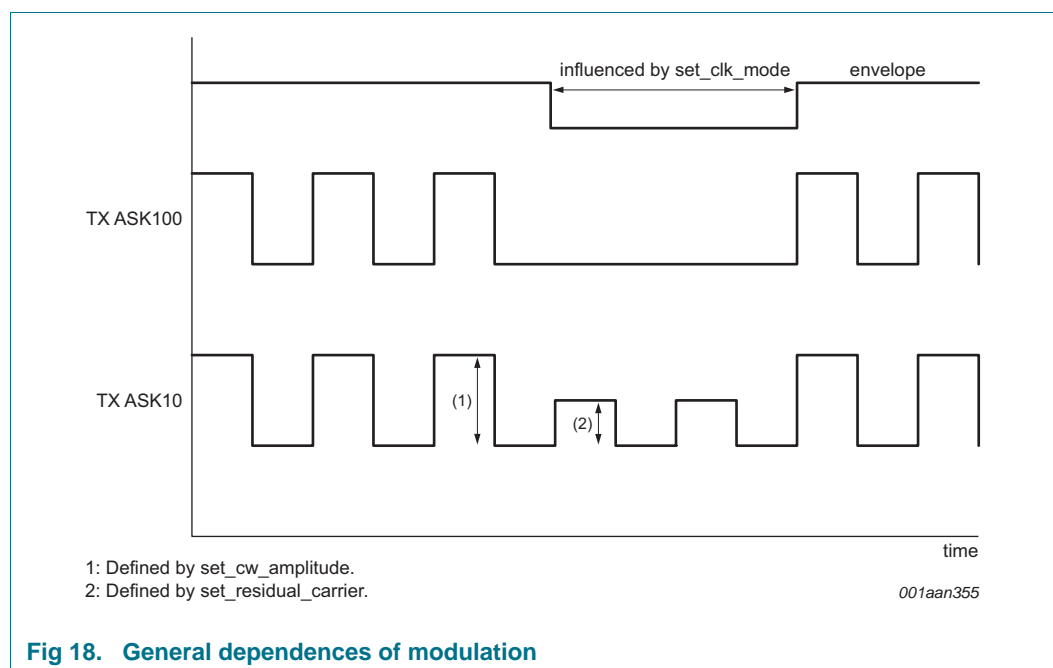 influenced by set_clk_mode
envelope
TX ASK100
TX ASK10
(1)
(2)
time
1: Defined by set_cw_amplitude.
2: Defined by set_residual_carrier.
001aan355
Fig 18. General dependences of modulation